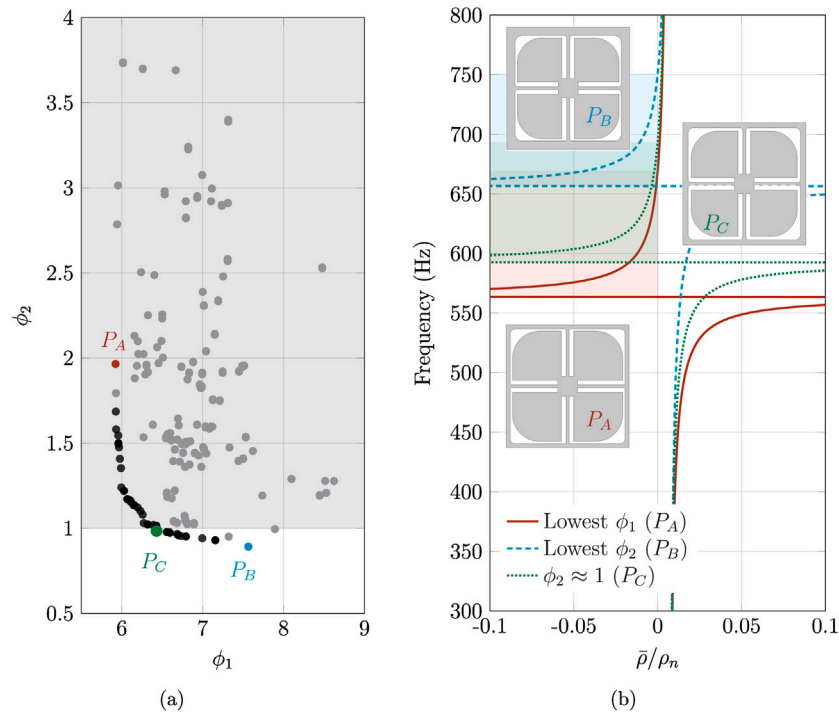 4
3.5
3
2.5
2
1.5
1
0.5
ϕ₂
P_A
P_C
P_B
6 7 8 9
ϕ₁
(a)
800
750
700
650
600
550
500
450
400
350
300
Frequency (Hz)
P_B
P_C
P_A
Lowest ϕ₁ (P_A)
Lowest ϕ₂ (P_B)
ϕ₂ ≈ 1 (P_C)
-0.1 -0.05 0 0.05 0.1
ρ̄/ρₙ
(b)